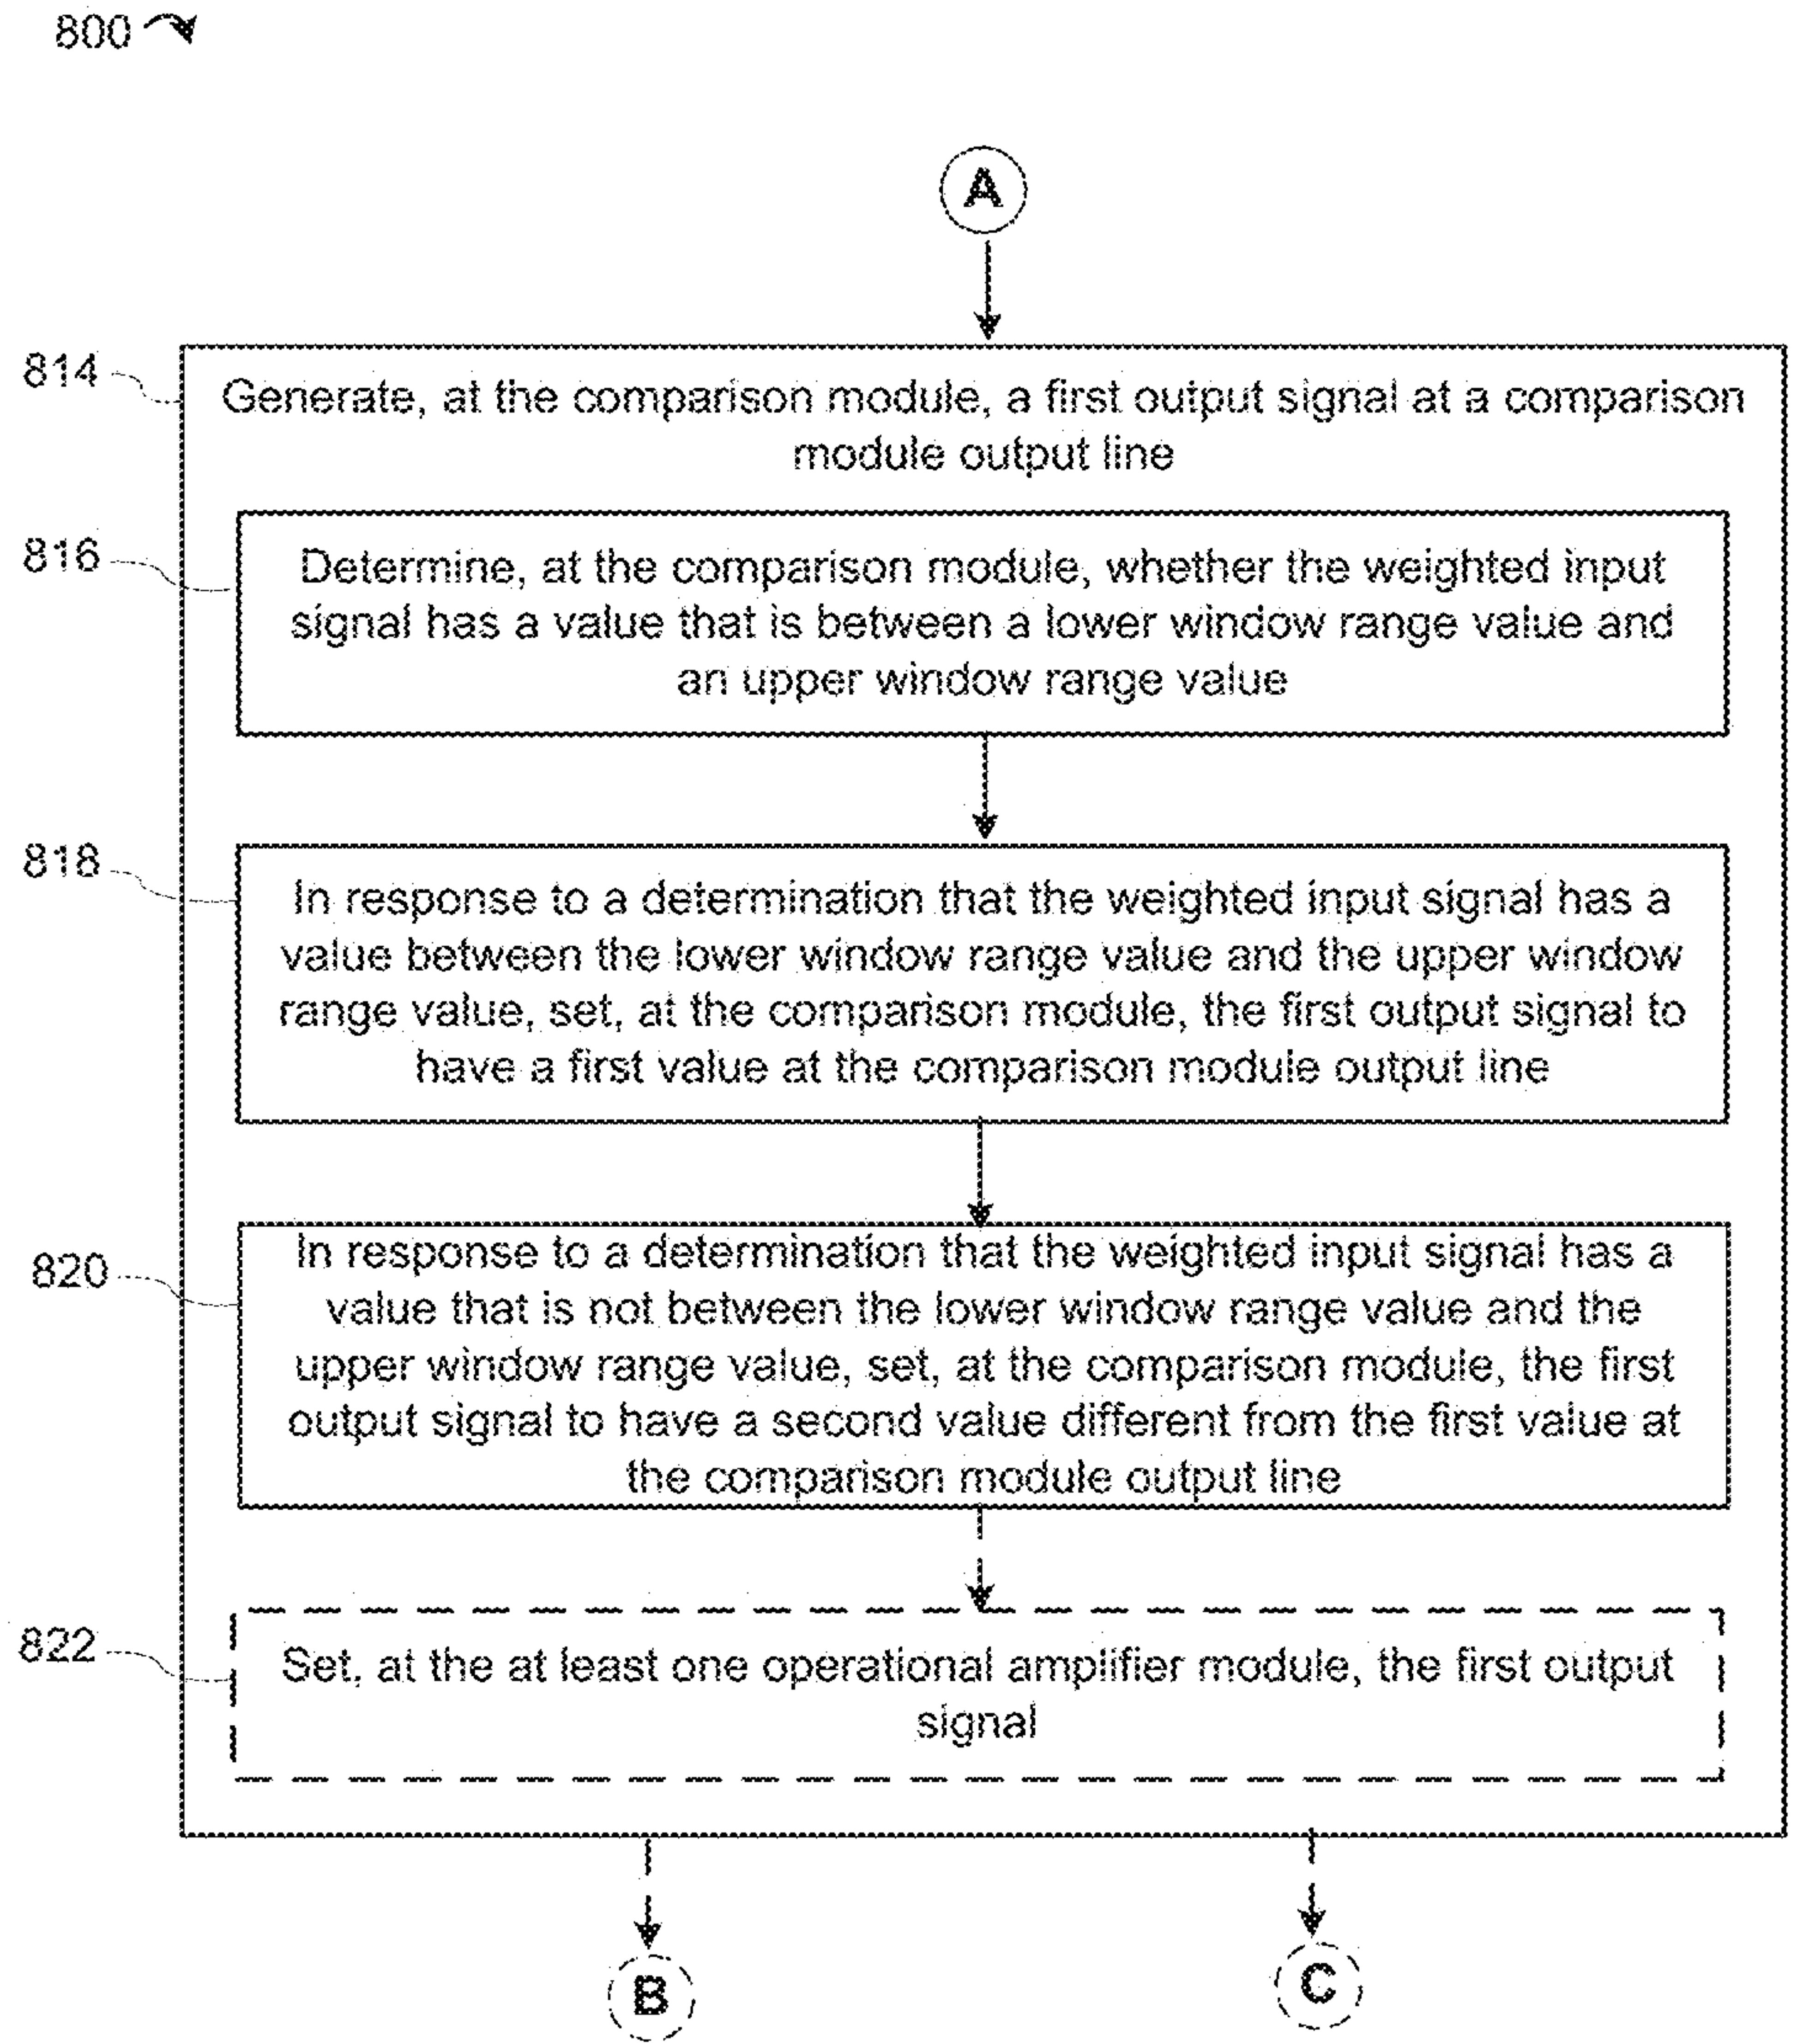 800
A
814
Generate, at the comparison module, a first output signal at a comparison
module output line
816
Determine, at the comparison module, whether the weighted input
signal has a value that is between a lower window range value and
an upper window range value
818
In response to a determination that the weighted input signal has a
value between the lower window range value and the upper window
range value, set, at the comparison module, the first output signal to
have a first value at the comparison module output line
820
In response to a determination that the weighted input signal has a
value that is not between the lower window range value and the
upper window range value, set, at the comparison module, the first
output signal to have a second value different from the first value at
the comparison module output line
822
Set, at the at least one operational amplifier module, the first output
signal
B
C